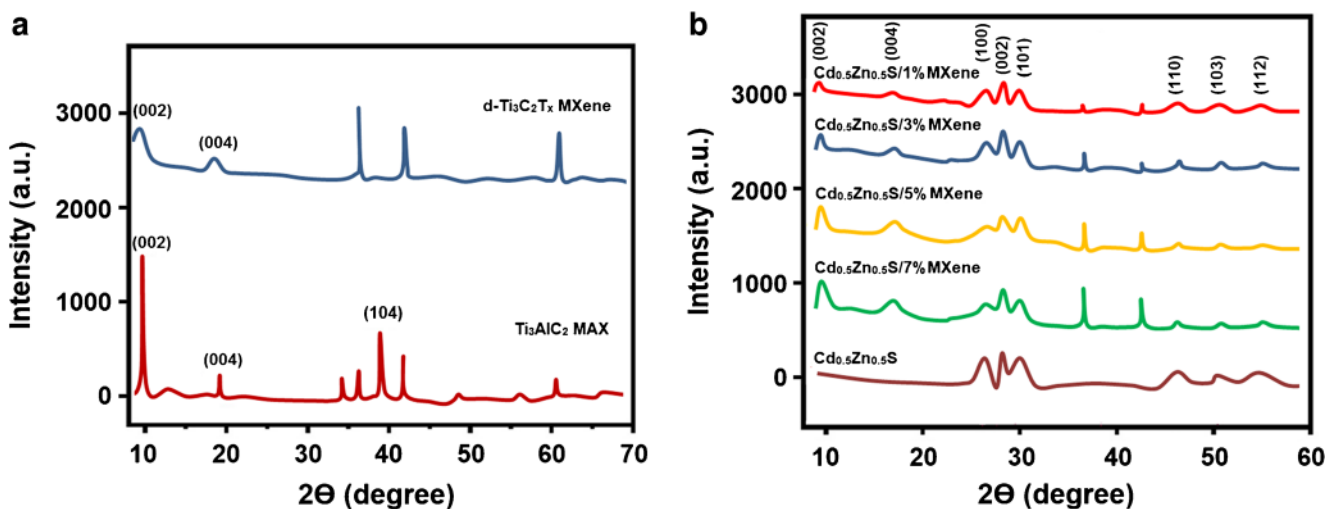 a
Intensity (a.u.)
3000
2000
1000
0
(002)
(004)
d-Ti₃C₂Tₓ MXene
(002)
(004)
(104)
Ti₃AlC₂ MAX
10 20 30 40 50 60 70
2Ө (degree)
b
Intensity (a.u.)
3000
2000
1000
0
(002) (004) (100) (002) (101) (110) (103) (112)
Cd₀.₅Zn₀.₅S/1% MXene
Cd₀.₅Zn₀.₅S/3% MXene
Cd₀.₅Zn₀.₅S/5% MXene
Cd₀.₅Zn₀.₅S/7% MXene
Cd₀.₅Zn₀.₅S
10 20 30 40 50 60
2Ө (degree)